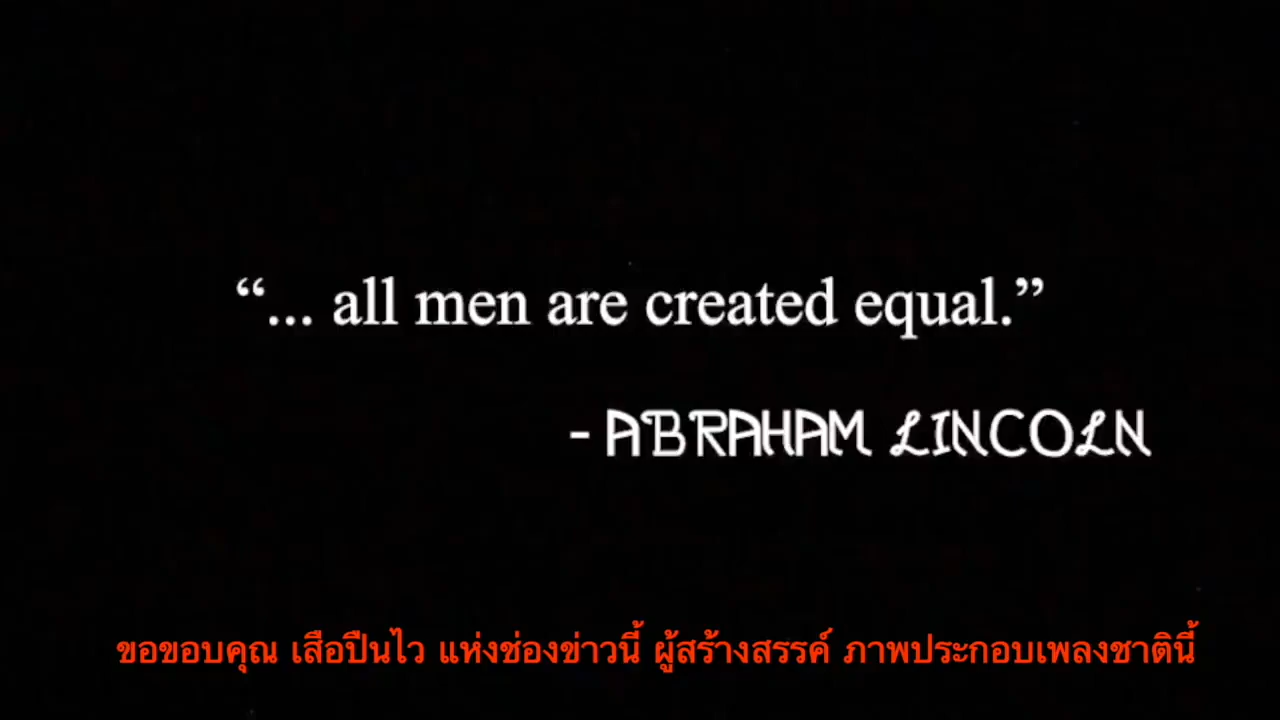 “... all men are created equal.”
- ABRAHAM LINCOLN
ขอขอบคุณ เสือปืนไว แห่งช่องข่าวนี้ ผู้สร้างสรรค์ ภาพประกอบเพลงชาตินี้